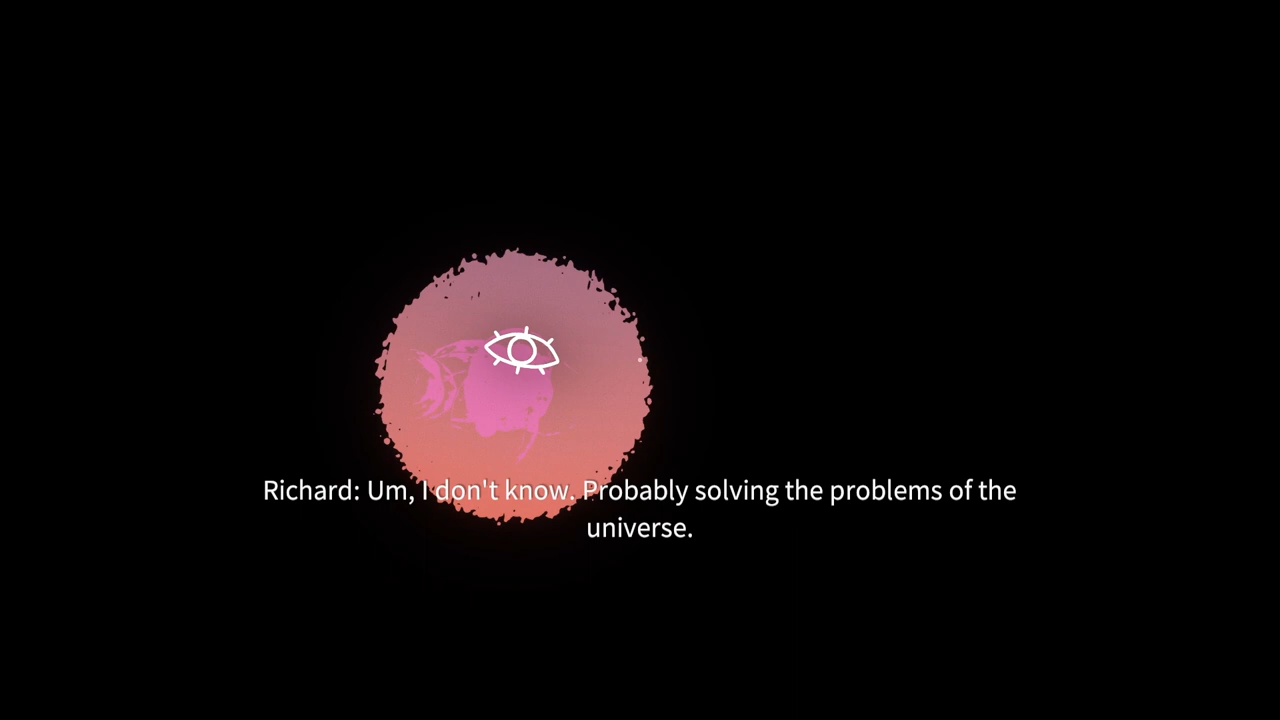 Richard: Um, I don't know. Probably solving the problems of the
universe.